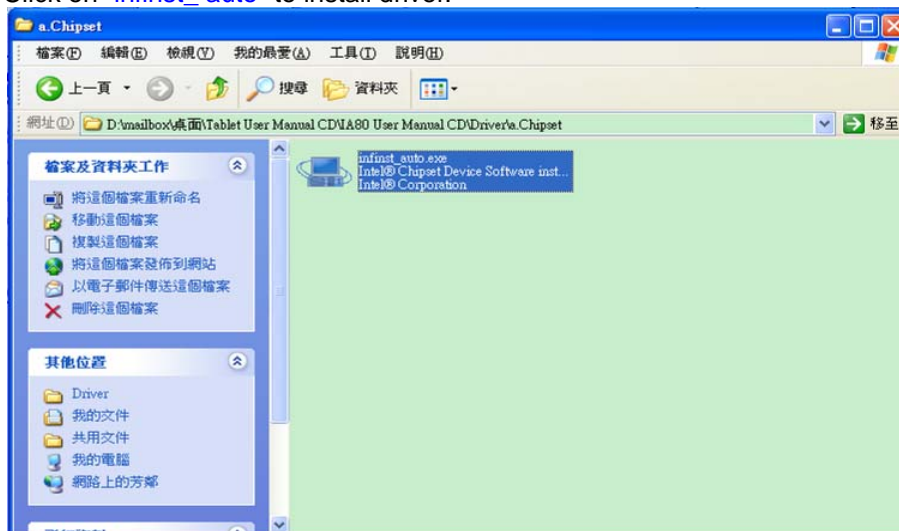 Click on "infinst_ auto" to install driver.
a.Chipset
檔案(F) 編輯(E) 檢視(V) 我的最愛(A) 工具(T) 說明(H)
上一頁 搜尋 資料夾
網址(D) D:\mailbox\桌面\Tablet User Manual CD\IA80 User Manual CD\Driver\a.Chipset 移至
檔案及資料夾工作
將這個檔案重新命名
移動這個檔案
複製這個檔案
將這個檔案發佈到網站
以電子郵件傳送這個檔案
刪除這個檔案
其他位置
Driver
我的文件
共用文件
我的電腦
網路上的芳鄰
infinst_auto.exe
Intel® Chipset Device Software inst...
Intel® Corporation